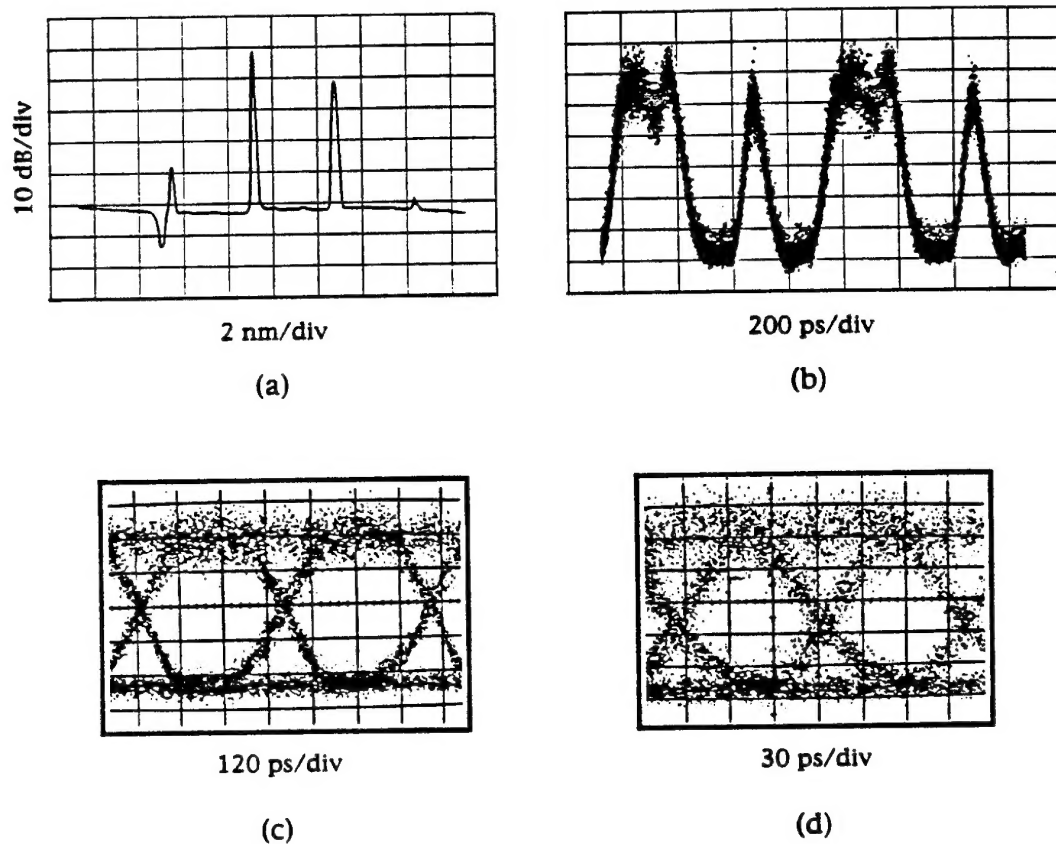 10 dB/div
2 nm/div
(a)
200 ps/div
(b)
120 ps/div
(c)
30 ps/div
(d)